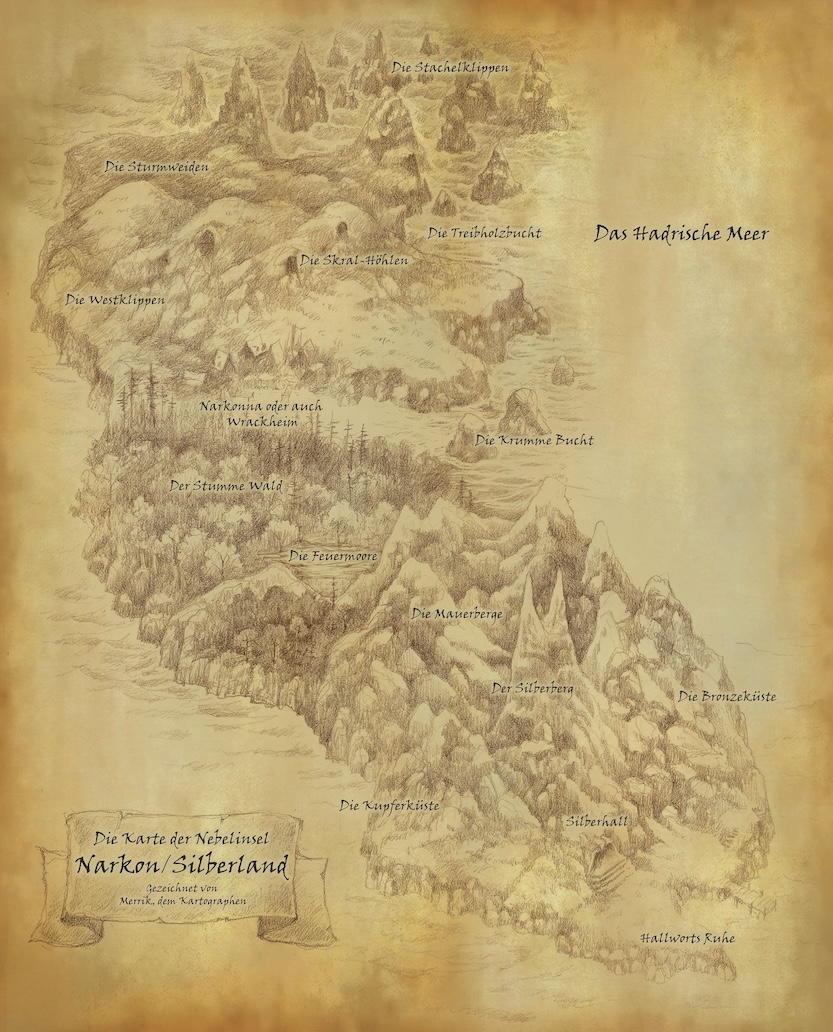 Die Stachelklippen
Die Sturmweiden
Die Treibholzbucht
Das Hadrische Meer
Die Skral-Höhlen
Die Westklippen
Narkonna oder auch
Wrackheim
Die Krumme Bucht
Der Stumme Wald
Die Feuermoore
Die Mauerberge
Der Silberberg
Die Bronzeküste
Die Kupferküste
Silberhall
Die Karte der Nebelinsel
Narkon/Silberland
Gezeichnet von
Merrik, dem Kartographen
Hallworts Ruhe